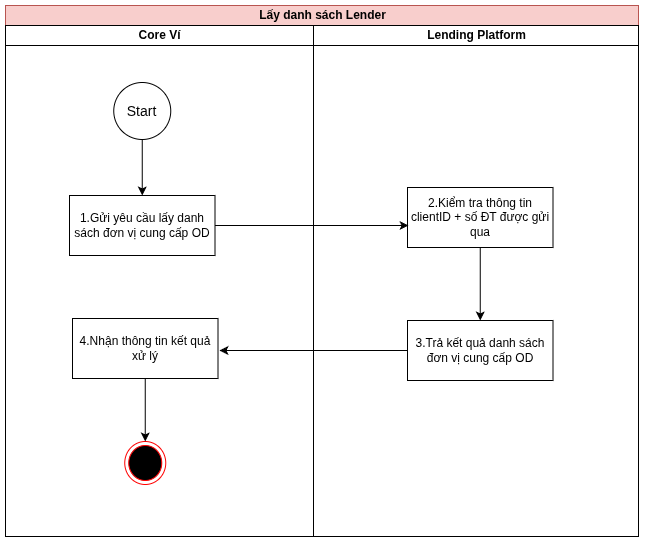 Lấy danh sách Lender
Core Ví
Lending Platform
Start
1.Gửi yêu cầu lấy danh
sách đơn vị cung cấp OD
2.Kiểm tra thông tin
clientID + số ĐT được gửi
qua
3.Trả kết quả danh sách
đơn vị cung cấp OD
4.Nhận thông tin kết quả
xử lý